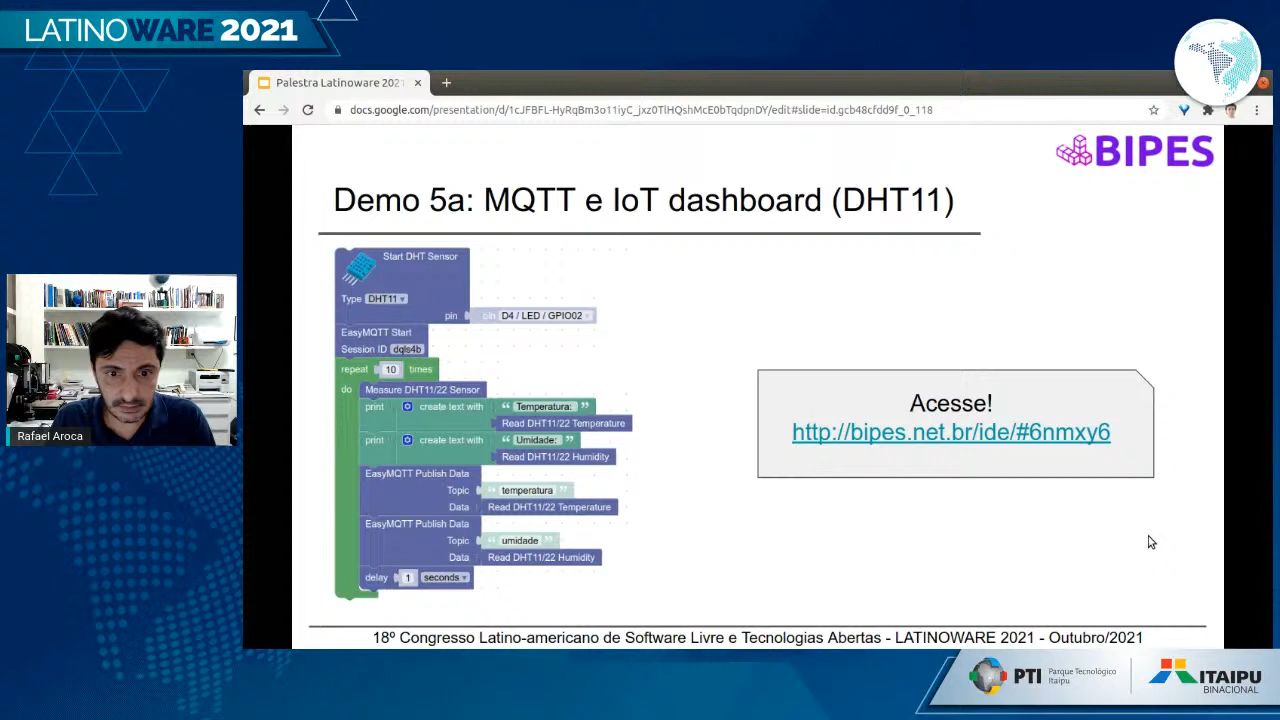 LATINOWARE 2021
Palestra Latinoware 2021
docs.google.com/presentation/d/1cJFBFL-HyRqBm3o11iyC_jxz0TlHQshMcE0bTqdpnDY/edit#slide=id.gcb48cfdd9f_0_118
BIPES
Demo 5a: MQTT e IoT dashboard (DHT11)
Start DHT Sensor
Type DHT11
pin pin D4 / LED / GPIO02
EasyMQTT Start
Session ID dqls4b
repeat 10 times
do Measure DHT11/22 Sensor
print create text with “ Temperatura: ”
Read DHT11/22 Temperature
print create text with “ Umidade: ”
Read DHT11/22 Humidity
EasyMQTT Publish Data
Topic “ temperatura ”
Data Read DHT11/22 Temperature
EasyMQTT Publish Data
Topic “ umidade ”
Data Read DHT11/22 Humidity
delay 1 seconds
Acesse!
http://bipes.net.br/ide/#6nmxy6
Rafael Aroca
18º Congresso Latino-americano de Software Livre e Tecnologias Abertas - LATINOWARE 2021 - Outubro/2021
PTI Parque Tecnológico
Itaipu
ITAIPU
BINACIONAL